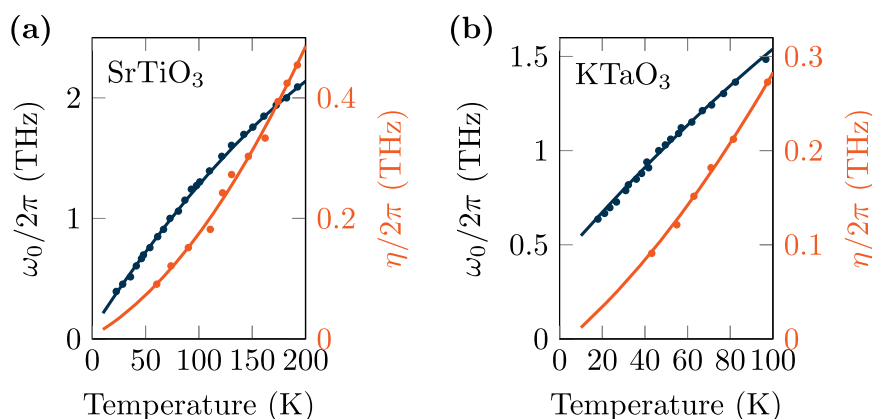 (a)
SrTiO₃
ω₀/2π (THz)
2
1
0
0.4
0.2
0
η/2π (THz)
0 50 100 150 200
Temperature (K)
(b)
KTaO₃
ω₀/2π (THz)
1.5
1
0.5
0
0.3
0.2
0.1
0
η/2π (THz)
0 20 40 60 80 100
Temperature (K)